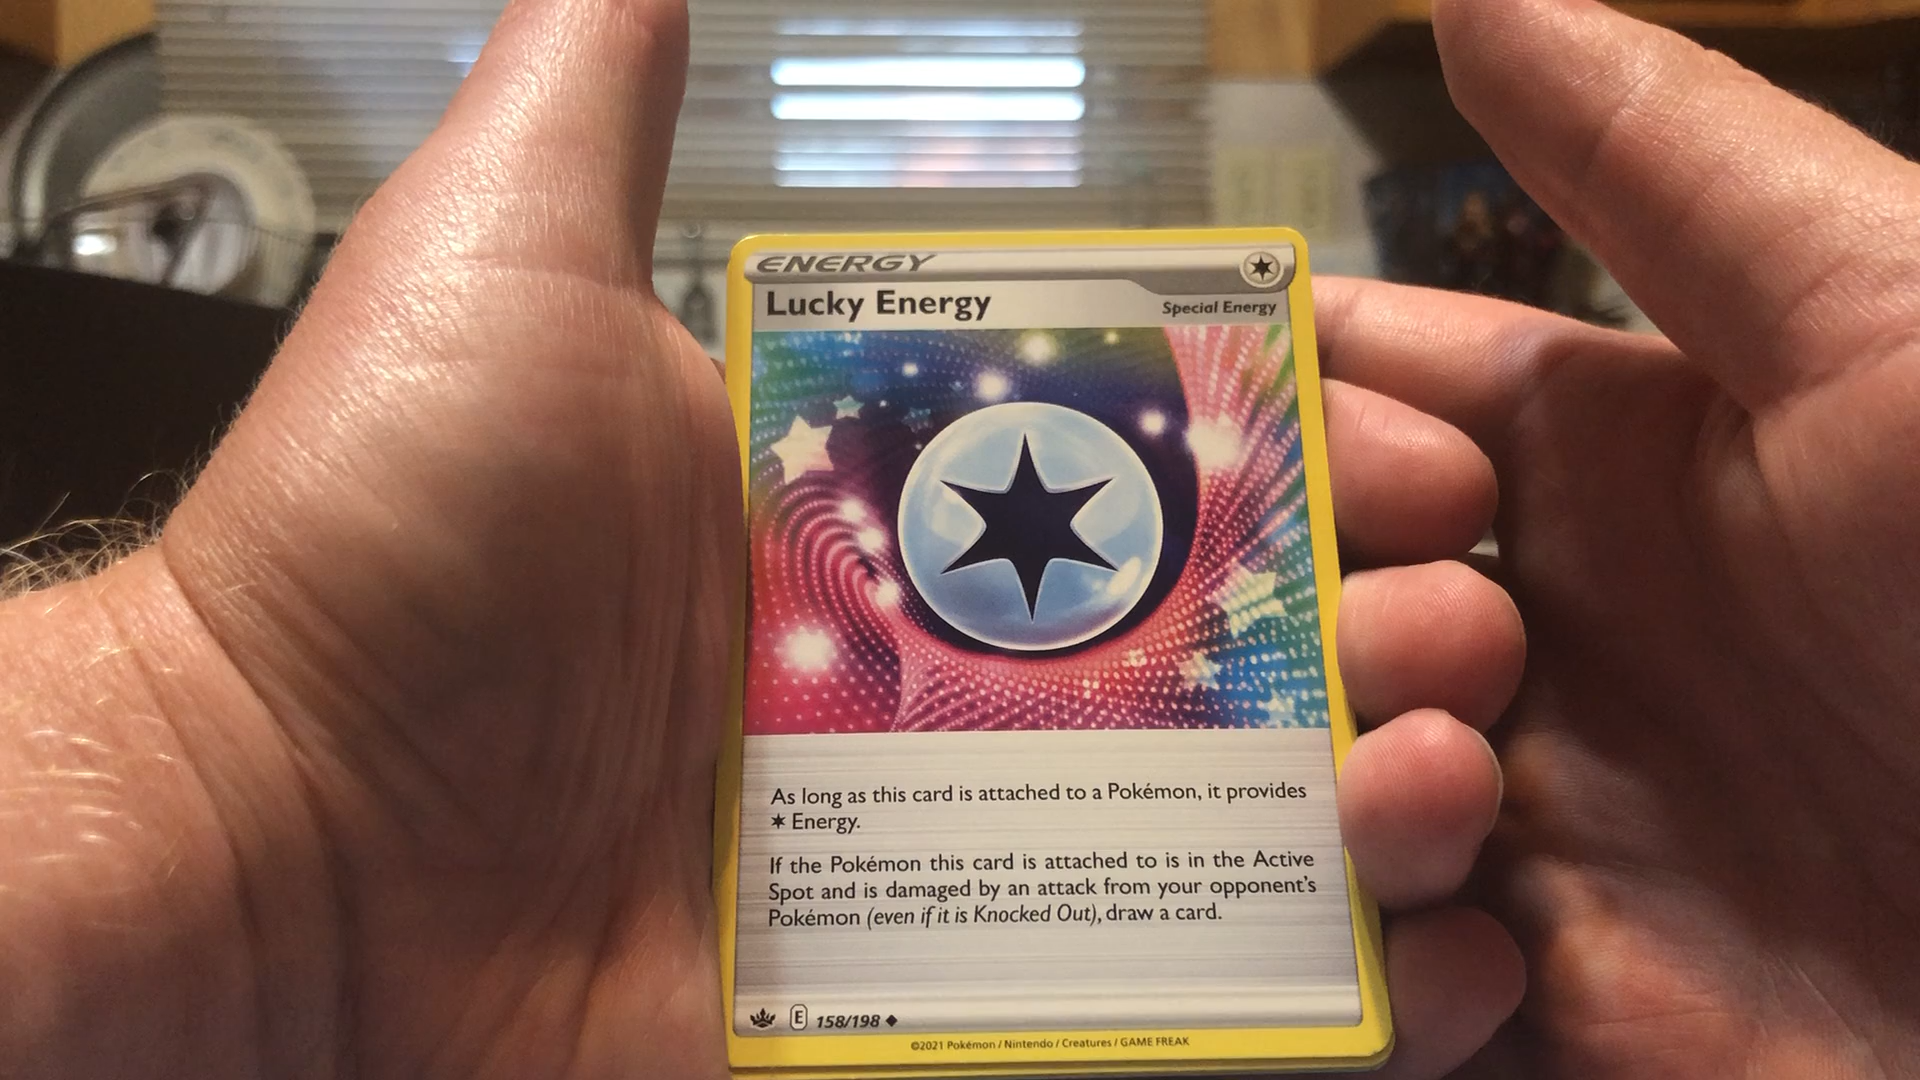 ENERGY
Lucky Energy
Special Energy
As long as this card is attached to a Pokémon, it provides
✶ Energy.
If the Pokémon this card is attached to is in the Active
Spot and is damaged by an attack from your opponent's
Pokémon (even if it is Knocked Out), draw a card.
E 158/198 ◆
©2021 Pokémon / Nintendo / Creatures / GAME FREAK